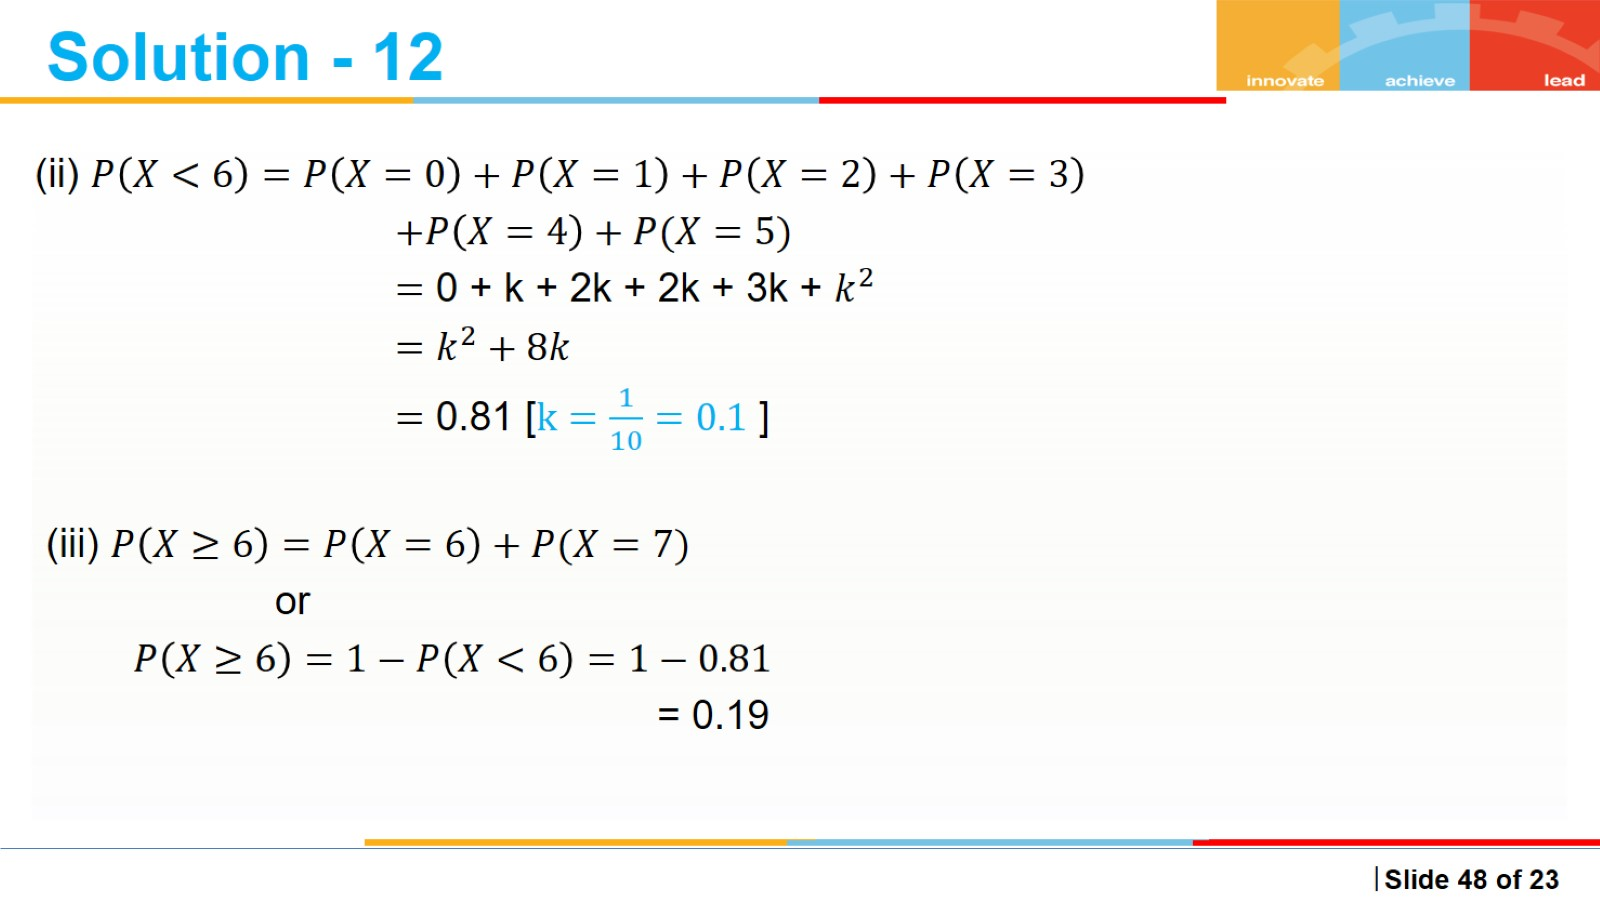 Solution - 12
innovate achieve lead
(ii) P(X < 6) = P(X = 0) + P(X = 1) + P(X = 2) + P(X = 3)
+P(X = 4) + P(X = 5)
= 0 + k + 2k + 2k + 3k + k²
= k² + 8k
= 0.81 [k = 1/10 = 0.1 ]
(iii) P(X ≥ 6) = P(X = 6) + P(X = 7)
or
P(X ≥ 6) = 1 − P(X < 6) = 1 − 0.81
= 0.19
|Slide 48 of 23